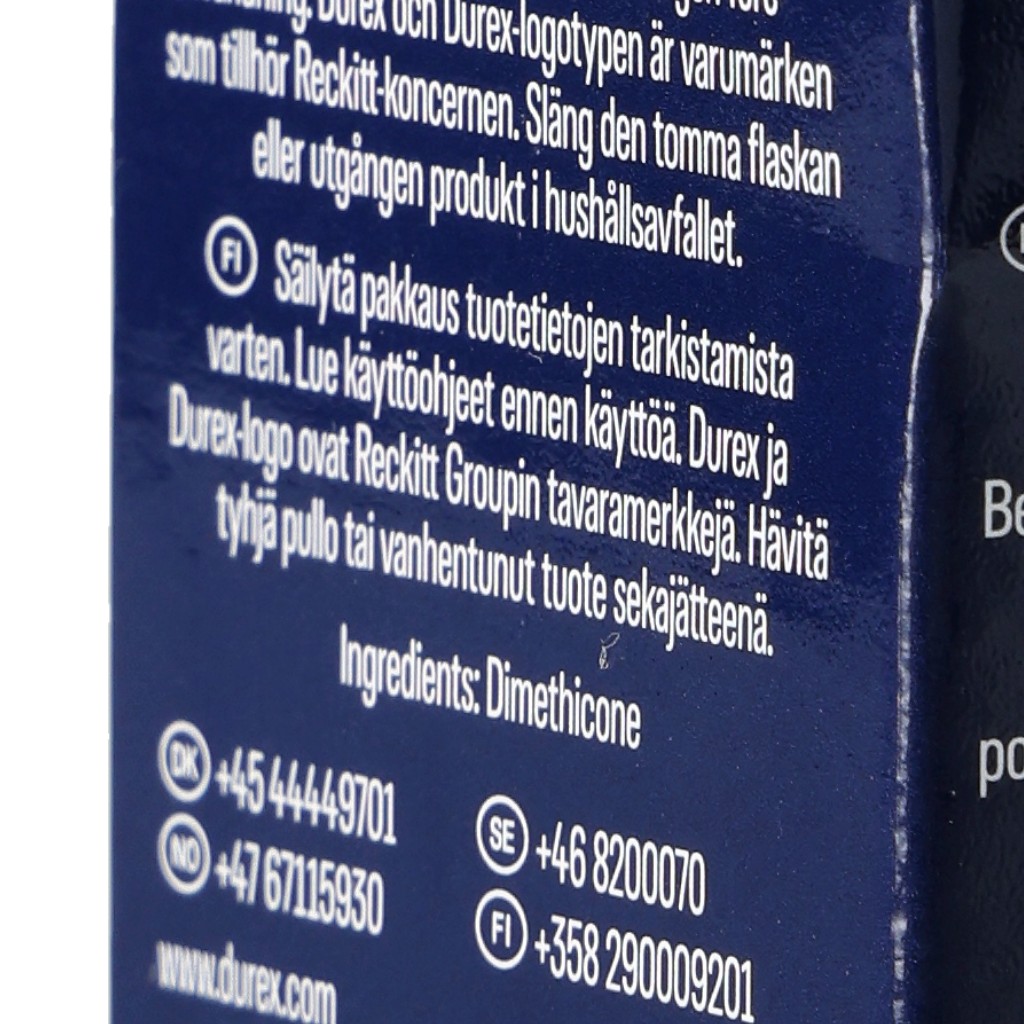 Durex och Durex-logotypen är varumärken
som tillhör Reckitt-koncernen. Släng den tomma flaskan
eller utgången produkt i hushållsavfallet.
FI Säilytä pakkaus tuotetietojen tarkistamista
varten. Lue käyttöohjeet ennen käyttöä. Durex ja
Durex-logo ovat Reckitt Groupin tavaramerkkejä. Hävitä
tyhjä pullo tai vanhentunut tuote sekajätteenä.
Ingredients: Dimethicone
DK +45 44449701
NO +47 67115930
SE +46 8200070
FI +358 290009201
www.durex.com
Be
po